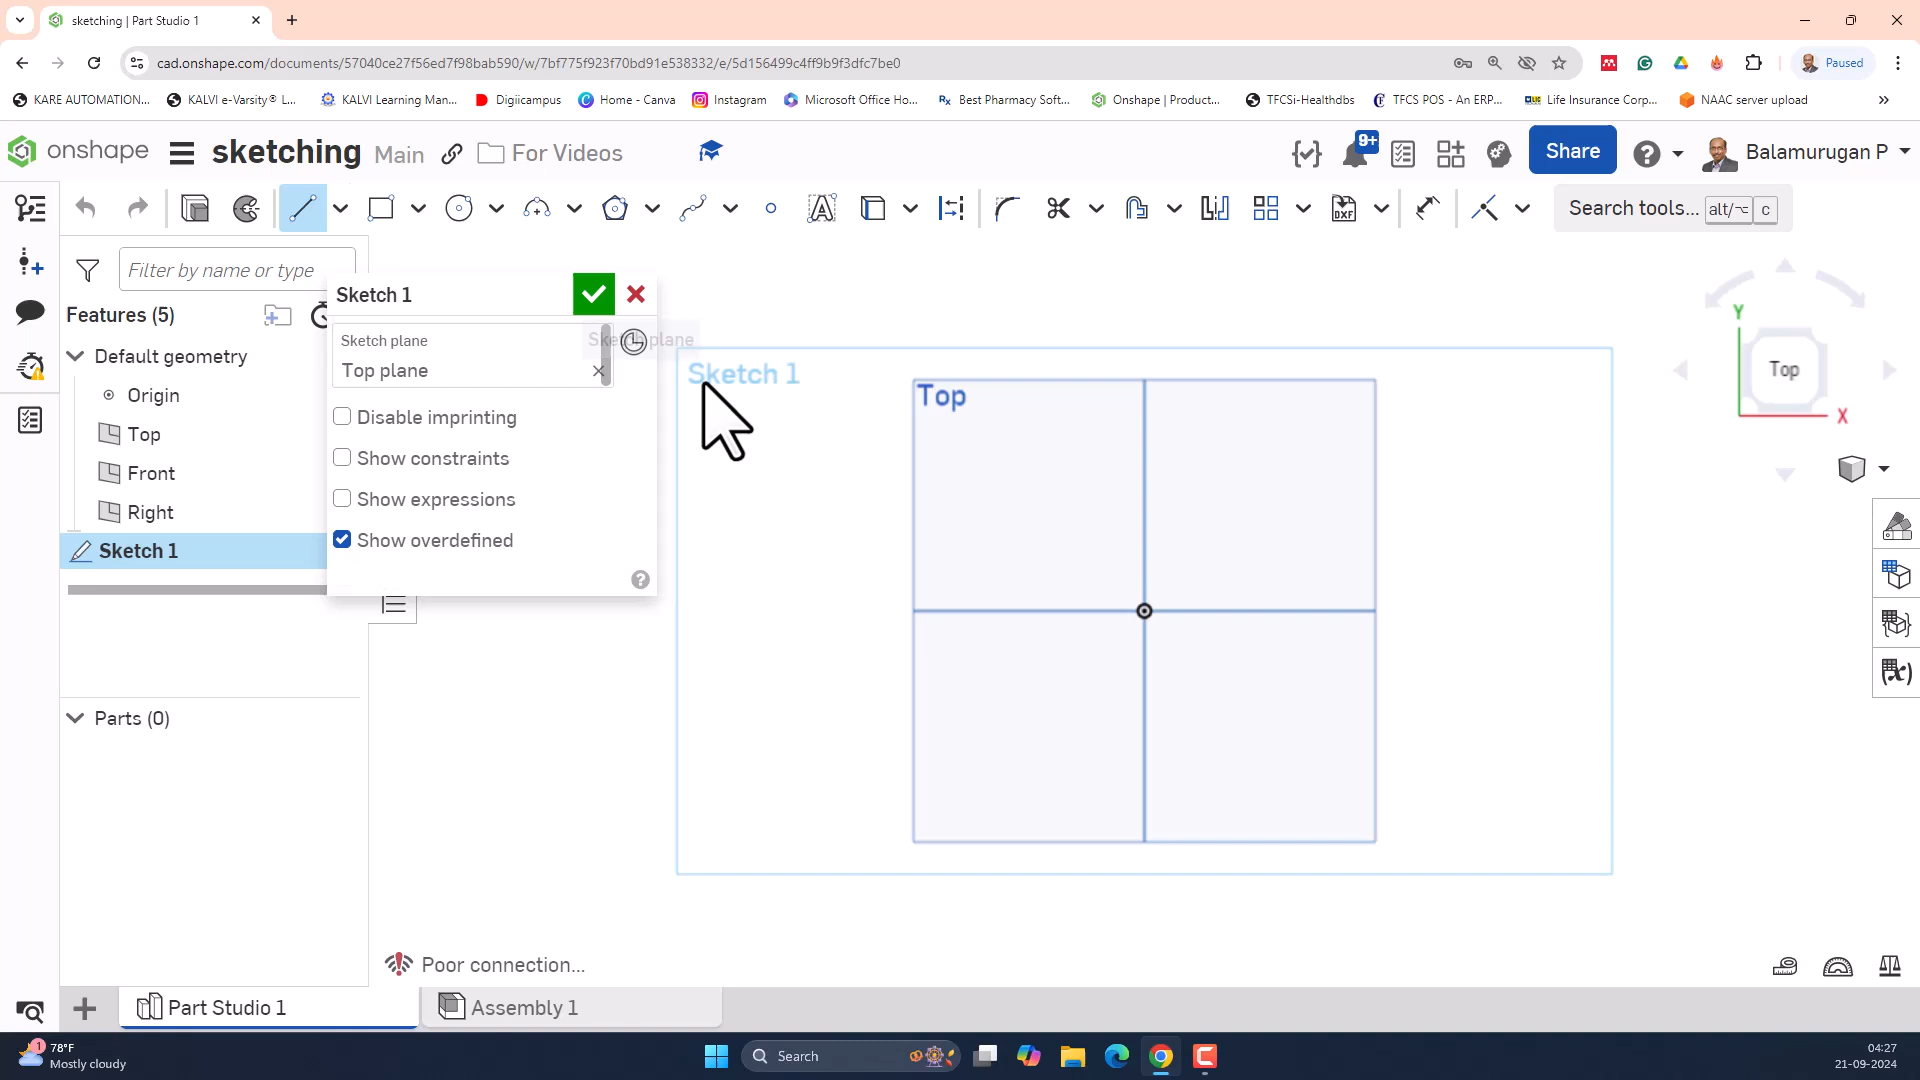 sketching | Part Studio 1
cad.onshape.com/documents/57040ce27f56ed7f98bab590/w/7bf775f923f70bd91e538332/e/5d156499c4ff9b9f3dfc7be0
Paused
KARE AUTOMATION...
KALVI e-Varsity® L...
KALVI Learning Man...
Digiicampus
Home - Canva
Instagram
Microsoft Office Ho...
Rx Best Pharmacy Soft...
Onshape | Product...
TFCSi-Healthdbs
TFCS POS - An ERP...
Life Insurance Corp...
NAAC server upload
onshape
sketching Main
For Videos
9+
Share
Balamurugan P
DXF
Search tools... alt/⌥ c
Filter by name or type
Features (5)
Default geometry
Origin
Top
Front
Right
Sketch 1
Parts (0)
Sketch 1
Sketch plane
Top plane
Disable imprinting
Show constraints
Show expressions
Show overdefined
Sketch plane
Sketch 1
Top
Y
Top
X
Poor connection...
Part Studio 1
Assembly 1
1
78°F
Mostly cloudy
Search
04:27
21-09-2024